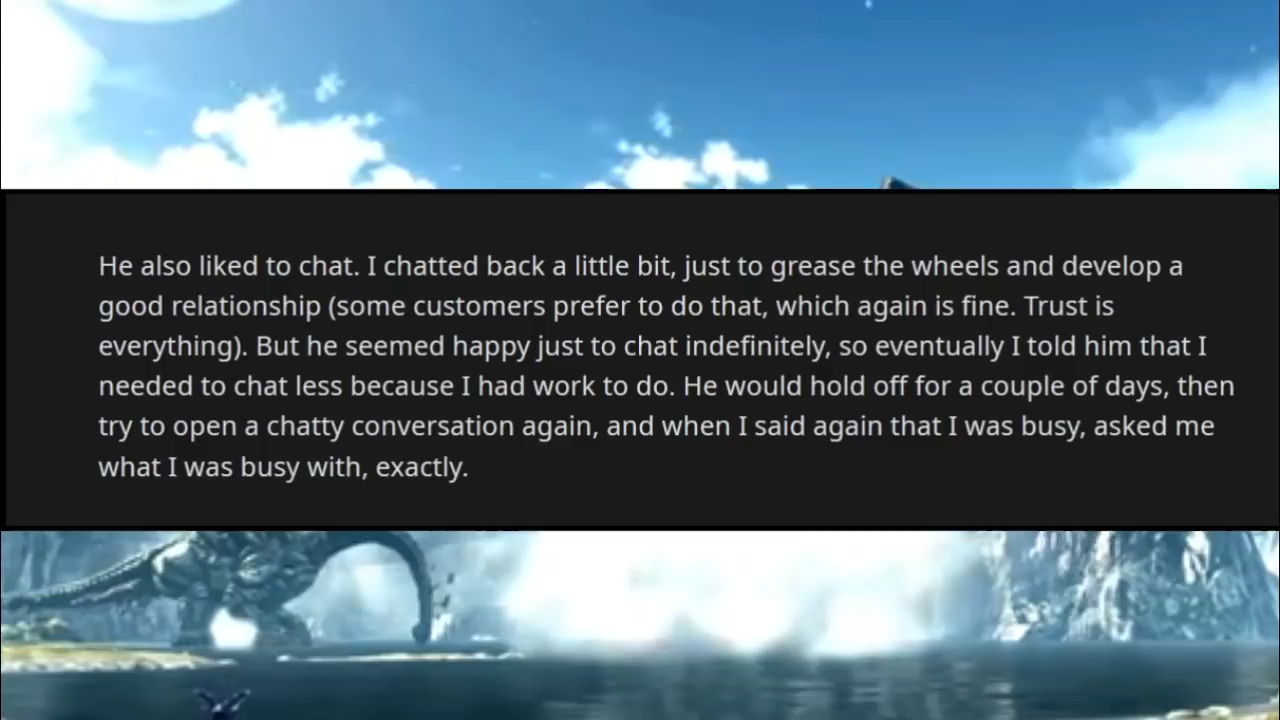 He also liked to chat. I chatted back a little bit, just to grease the wheels and develop a
good relationship (some customers prefer to do that, which again is fine. Trust is
everything). But he seemed happy just to chat indefinitely, so eventually I told him that I
needed to chat less because I had work to do. He would hold off for a couple of days, then
try to open a chatty conversation again, and when I said again that I was busy, asked me
what I was busy with, exactly.